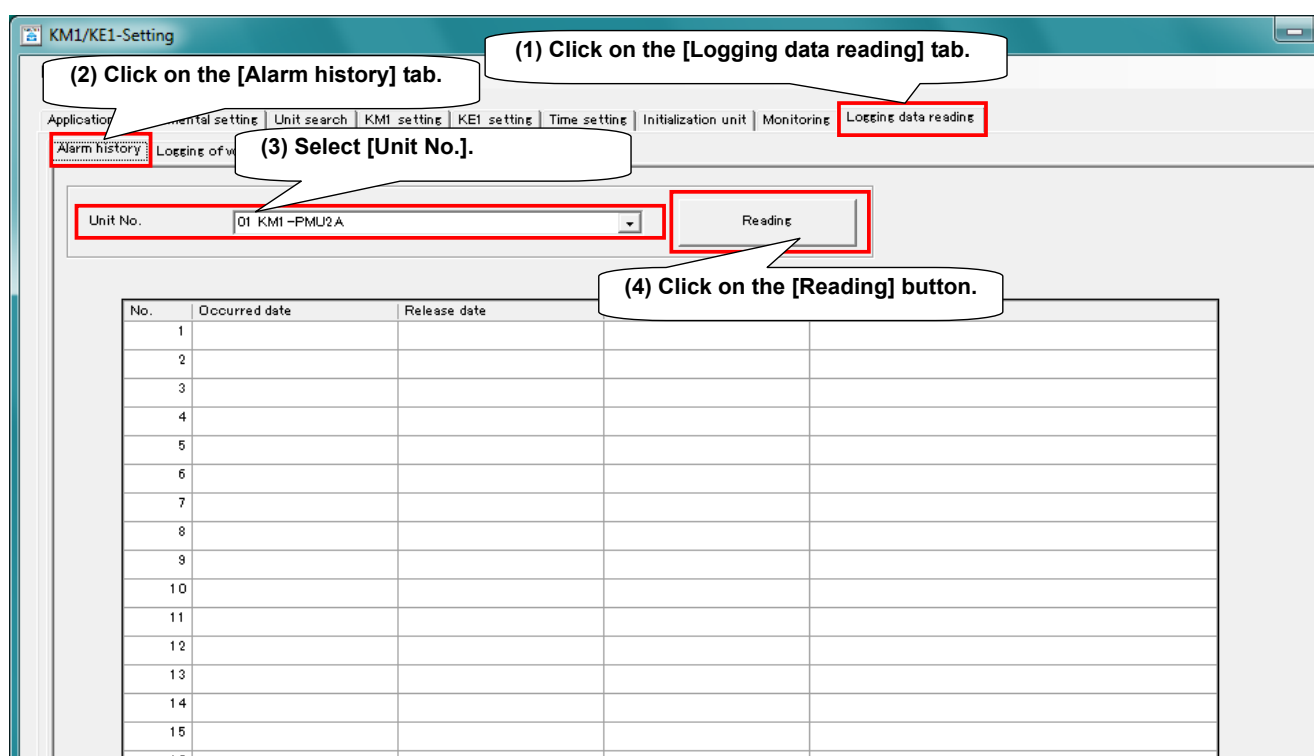 KM1/KE1-Setting
(1) Click on the [Logging data reading] tab.
(2) Click on the [Alarm history] tab.
Application | mental setting | Unit search | KM1 setting | KE1 setting | Time setting | Initialization unit | Monitoring | Logging data reading
Alarm history | Logging of
(3) Select [Unit No.].
Unit No. 01 KM1-PMU2A Reading
(4) Click on the [Reading] button.
No. Occurred date Release date
1
2
3
4
5
6
7
8
9
10
11
12
13
14
15